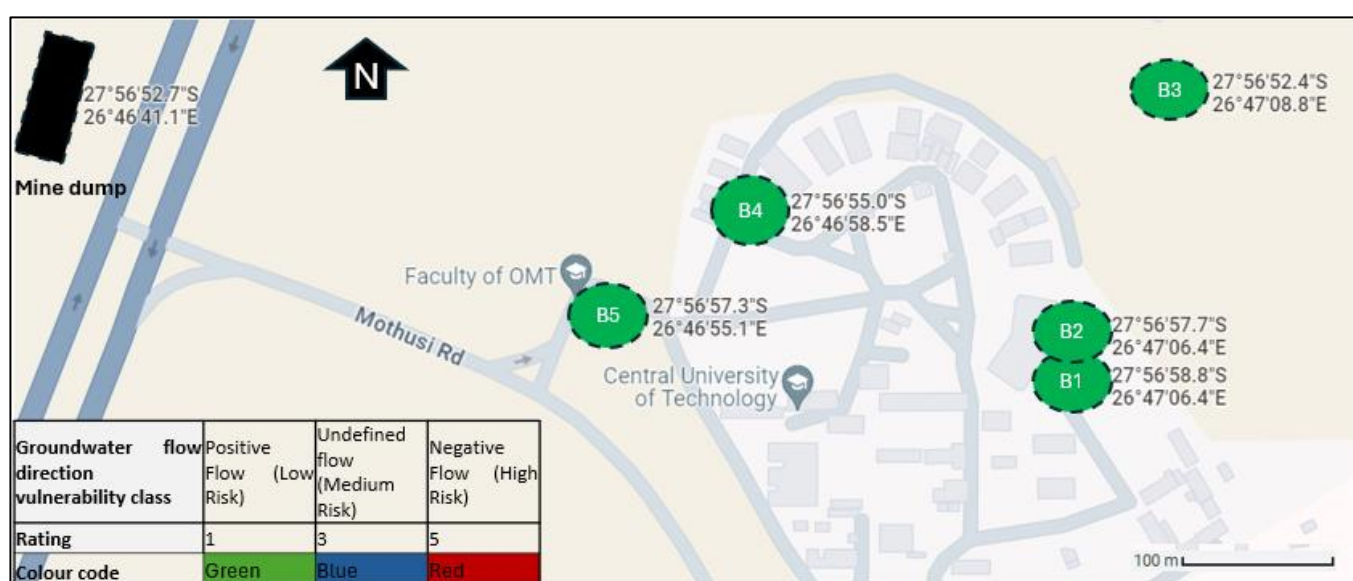 N
27°56'52.7"S
26°46'41.1"E
Mine dump
B3
27°56'52.4"S
26°47'08.8"E
B4
27°56'55.0"S
26°46'58.5"E
Faculty of OMT
B5
27°56'57.3"S
26°46'55.1"E
Mothusi Rd
B2
27°56'57.7"S
26°47'06.4"E
B1
27°56'58.8"S
26°47'06.4"E
Central University
of Technology
Groundwater flow direction vulnerability class
Positive Flow (Low Risk)
Undefined flow (Medium Risk)
Negative Flow (High Risk)
Rating 1 3 5
Colour code Green Blue Red
100 m